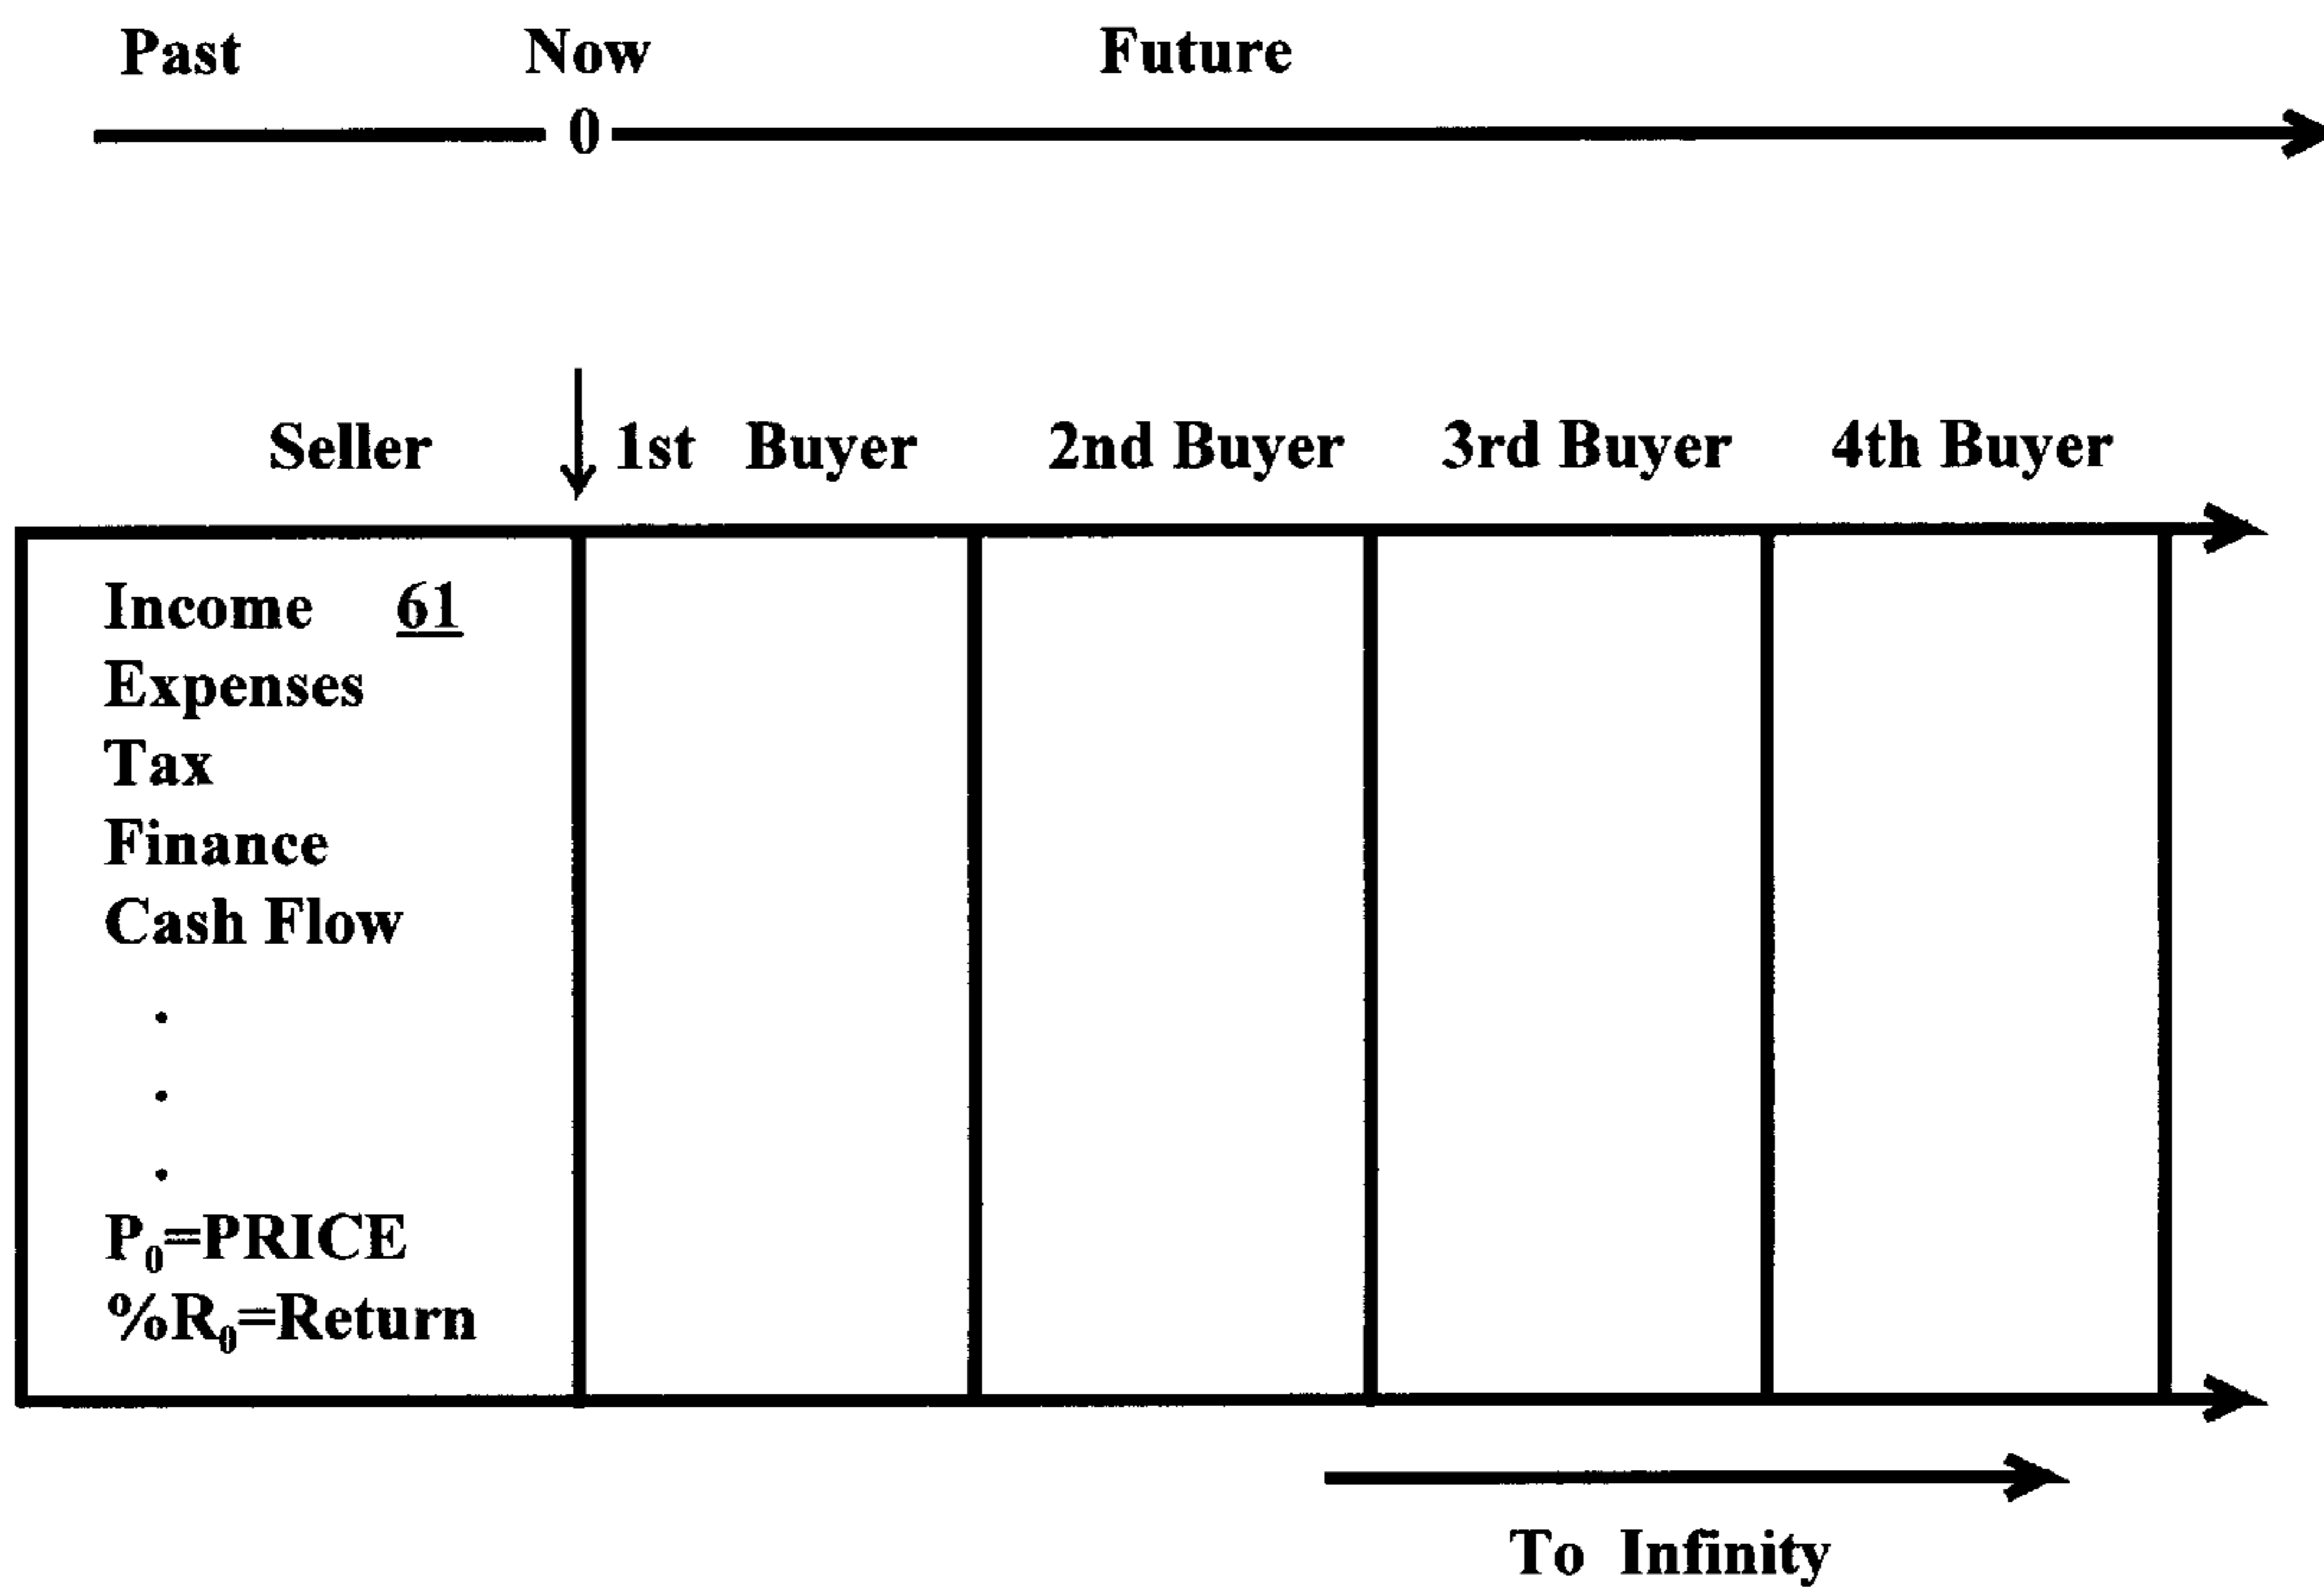 Past Now Future
0
Seller 1st Buyer 2nd Buyer 3rd Buyer 4th Buyer
Income 61
Expenses
Tax
Finance
Cash Flow
.
.
.
P₀=PRICE
%R₀=Return
To Infinity